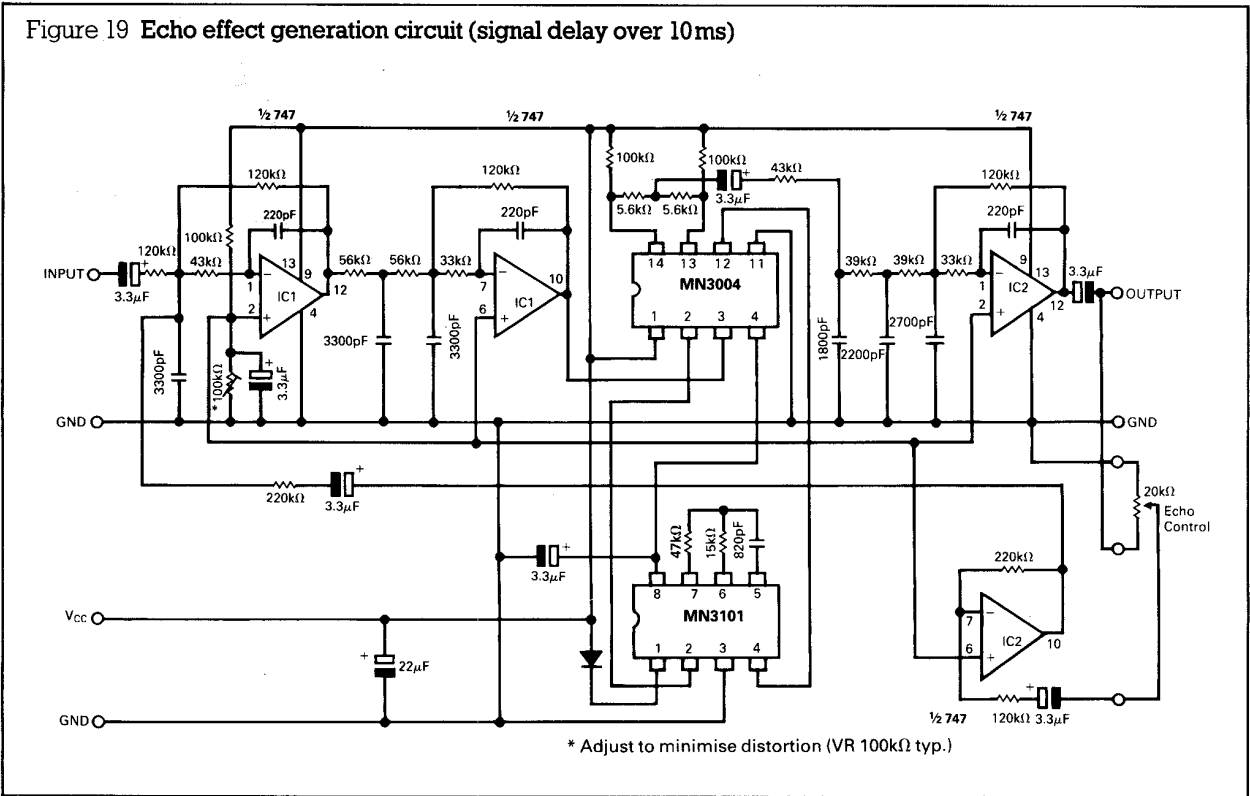 Figure 19 Echo effect generation circuit (signal delay over 10ms)
½ 747
½ 747
½ 747
120kΩ
220pF
100kΩ
120kΩ
43kΩ
INPUT
3.3μF
+
13
9
IC1
12
1
2
4
−
+
3300pF
*100kΩ
+
3.3μF
56kΩ
56kΩ
33kΩ
120kΩ
220pF
3300pF
3300pF
7
6
−
+
IC1
10
100kΩ
100kΩ
5.6kΩ
5.6kΩ
+
3.3μF
43kΩ
14
13
12
11
MN3004
1
2
3
4
39kΩ
39kΩ
33kΩ
120kΩ
220pF
1800pF
2200pF
2700pF
9
13
1
2
−
+
IC2
12
4
3.3μF
+
OUTPUT
GND
GND
220kΩ
+
3.3μF
20kΩ
Echo
Control
+
3.3μF
47kΩ
15kΩ
820pF
8
7
6
5
MN3101
1
2
3
4
VCC
+
22μF
GND
220kΩ
7
6
−
+
IC2
10
½ 747
120kΩ
+
3.3μF
* Adjust to minimise distortion (VR 100kΩ typ.)